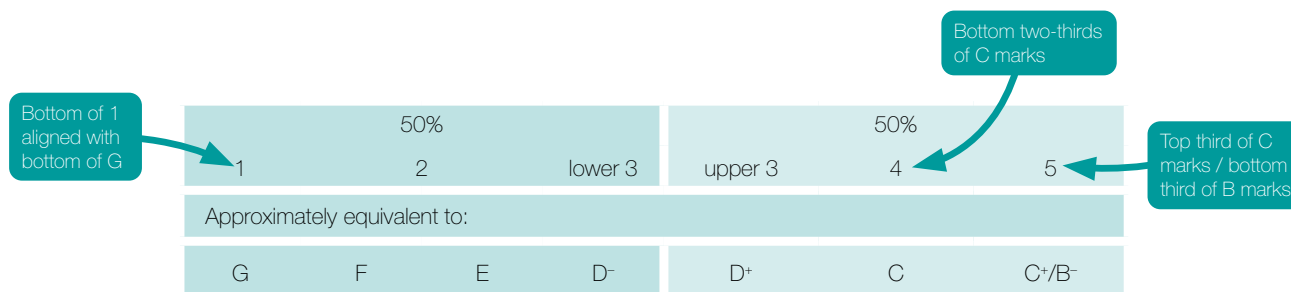 Bottom two-thirds
of C marks
Bottom of 1
aligned with
bottom of G
50% 50%
1 2 lower 3 upper 3 4 5
Top third of C
marks / bottom
third of B marks
Approximately equivalent to:
G F E D⁻ D⁺ C C⁺/B⁻